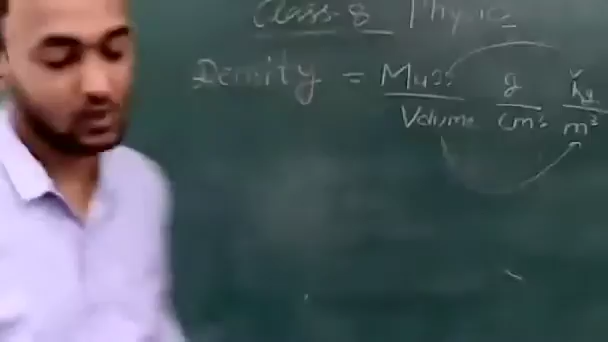 Class-8 Physics
Density = Mass/Volume g/cm³ kg/m³